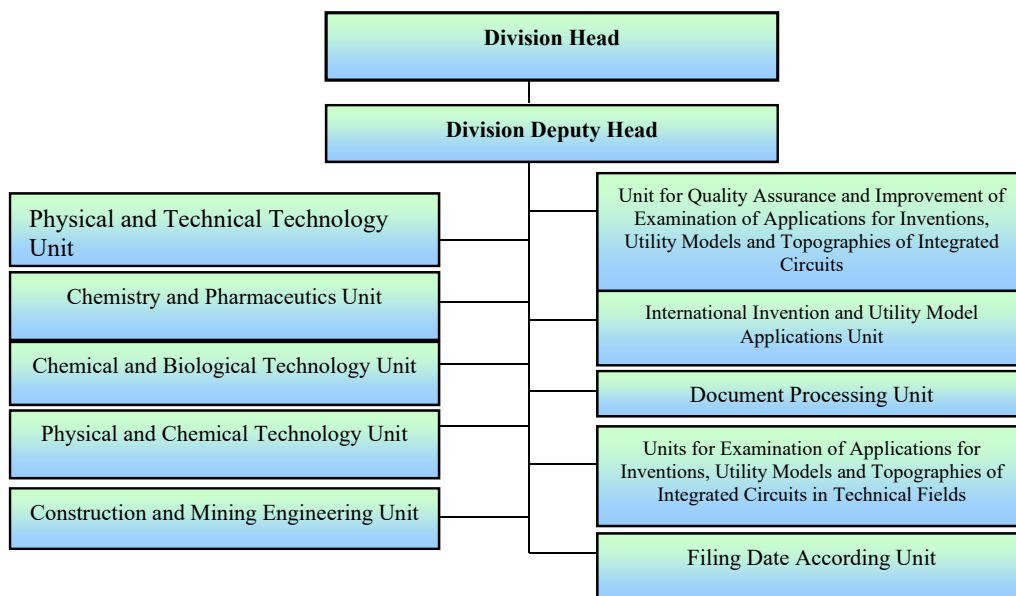 Division Head
Division Deputy Head
Physical and Technical Technology
Unit
Chemistry and Pharmaceutics Unit
Chemical and Biological Technology Unit
Physical and Chemical Technology Unit
Construction and Mining Engineering Unit
Unit for Quality Assurance and Improvement of
Examination of Applications for Inventions,
Utility Models and Topographies of Integrated
Circuits
International Invention and Utility Model
Applications Unit
Document Processing Unit
Units for Examination of Applications for
Inventions, Utility Models and Topographies of
Integrated Circuits in Technical Fields
Filing Date According Unit